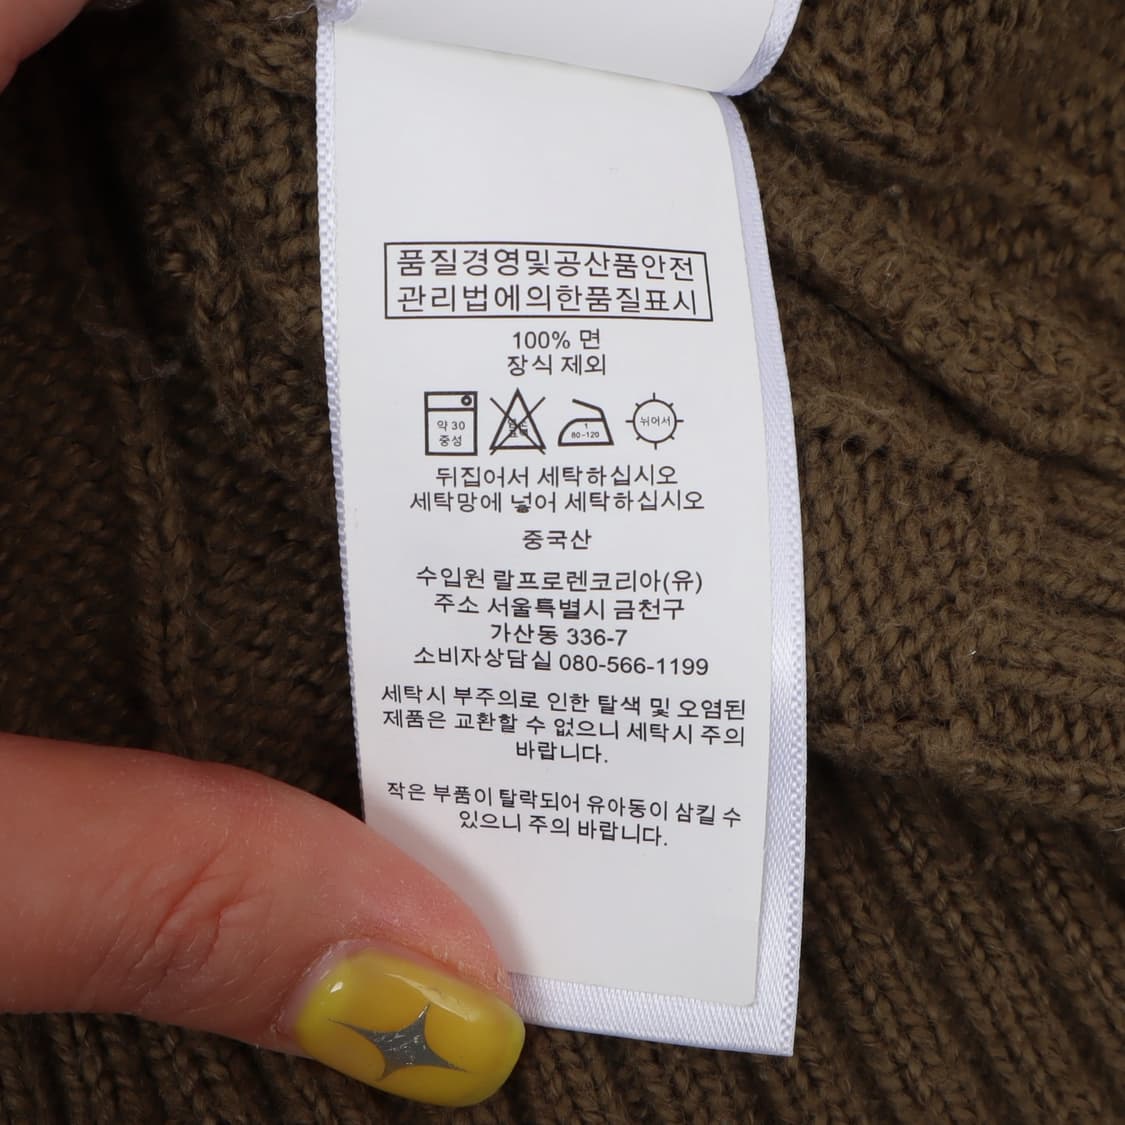 품질경영및공산품안전
관리법에의한품질표시
100% 면
장식 제외
약 30
중성
염소
표백
1
80-120
뉘어서
뒤집어서 세탁하십시오
세탁망에 넣어 세탁하십시오
중국산
수입원 랄프로렌코리아(유)
주소 서울특별시 금천구
가산동 336-7
소비자상담실 080-566-1199
세탁시 부주의로 인한 탈색 및 오염된
제품은 교환할 수 없으니 세탁시 주의
바랍니다.
작은 부품이 탈락되어 유아동이 삼킬 수
있으니 주의 바랍니다.